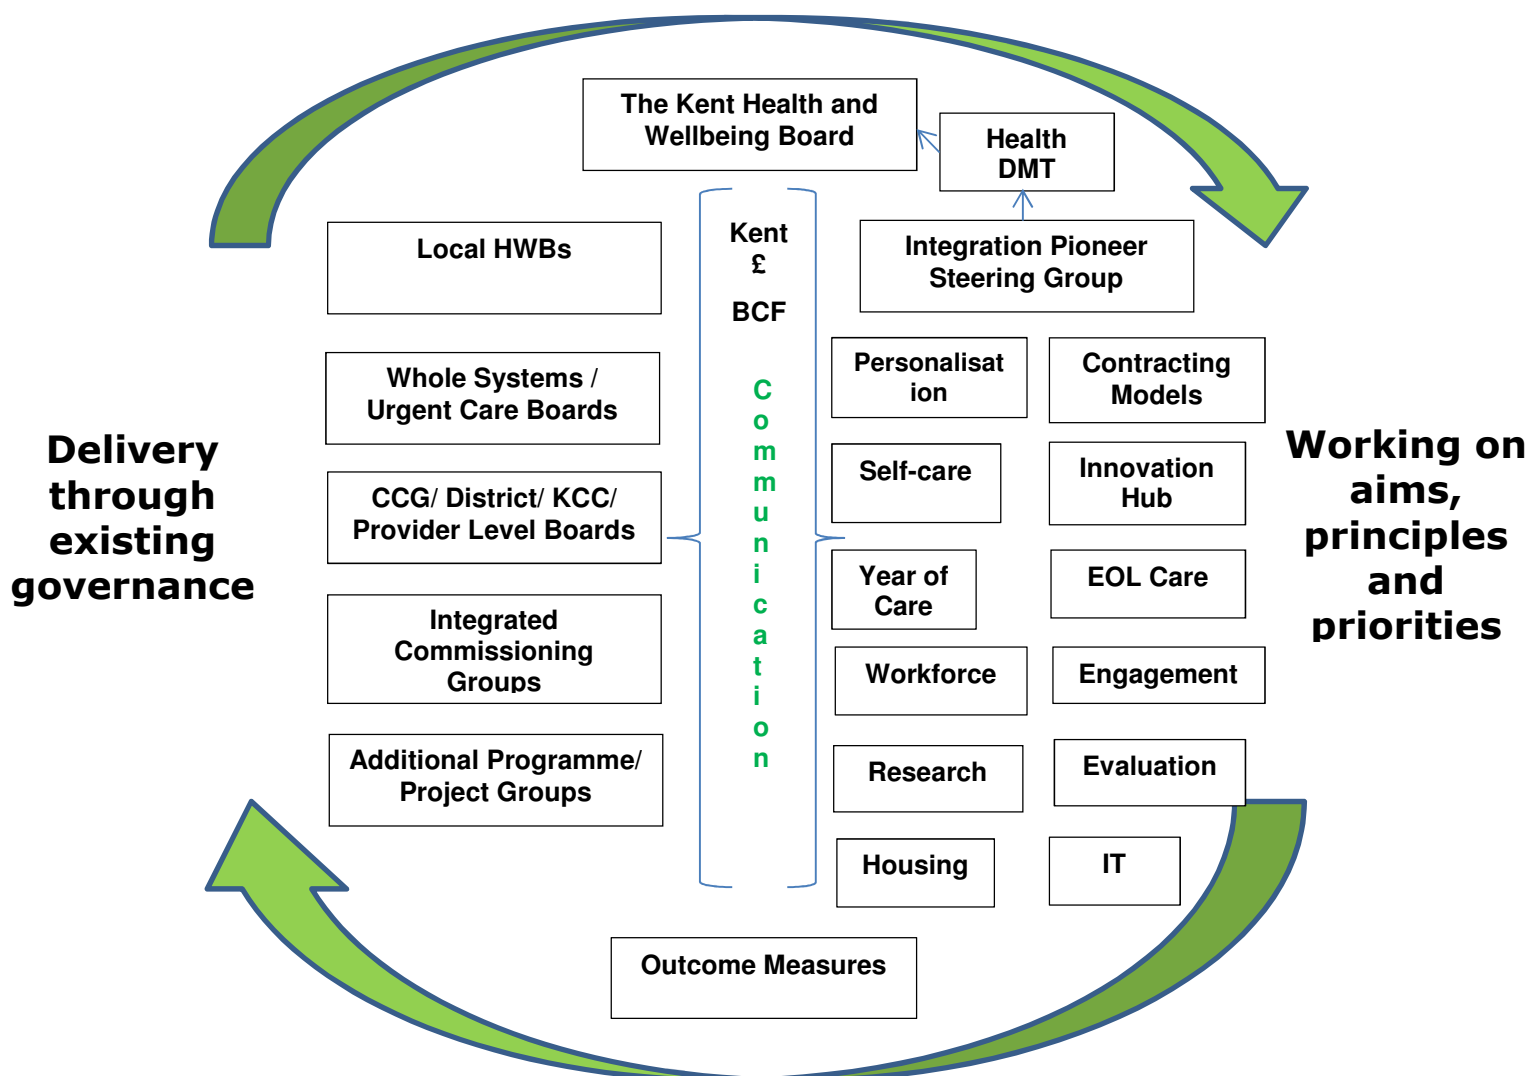 The Kent Health and
Wellbeing Board
Health
DMT
Integration Pioneer
Steering Group
Delivery
through
existing
governance
Local HWBs
Whole Systems /
Urgent Care Boards
CCG/ District/ KCC/
Provider Level Boards
Integrated
Commissioning
Groups
Additional Programme/
Project Groups
Kent
£
BCF
C
o
m
m
u
n
i
c
a
t
i
o
n
Personalisat
ion
Contracting
Models
Self-care
Innovation
Hub
Year of
Care
EOL Care
Workforce
Engagement
Research
Evaluation
Housing
IT
Working on
aims,
principles
and
priorities
Outcome Measures